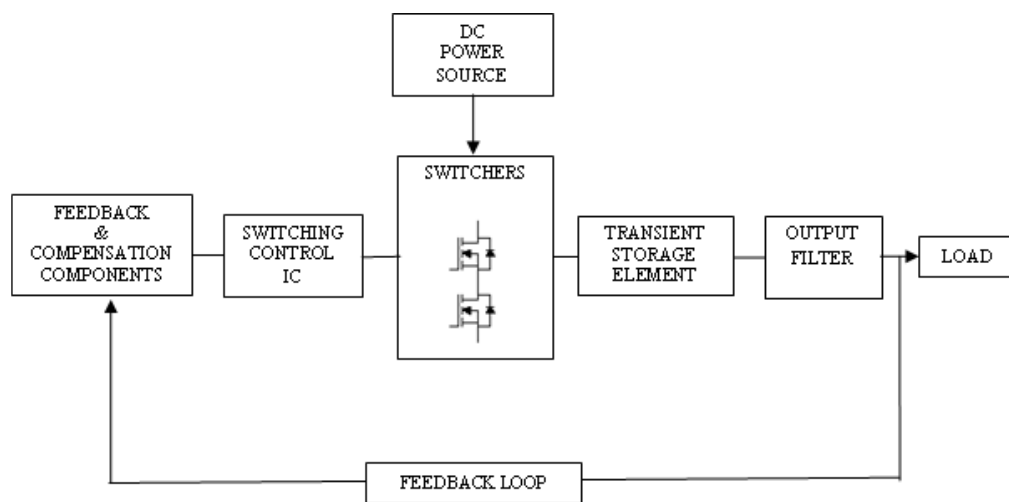 DC
POWER
SOURCE
SWITCHERS
FEEDBACK
&
COMPENSATION
COMPONENTS
SWITCHING
CONTROL
IC
TRANSIENT
STORAGE
ELEMENT
OUTPUT
FILTER
LOAD
FEEDBACK LOOP